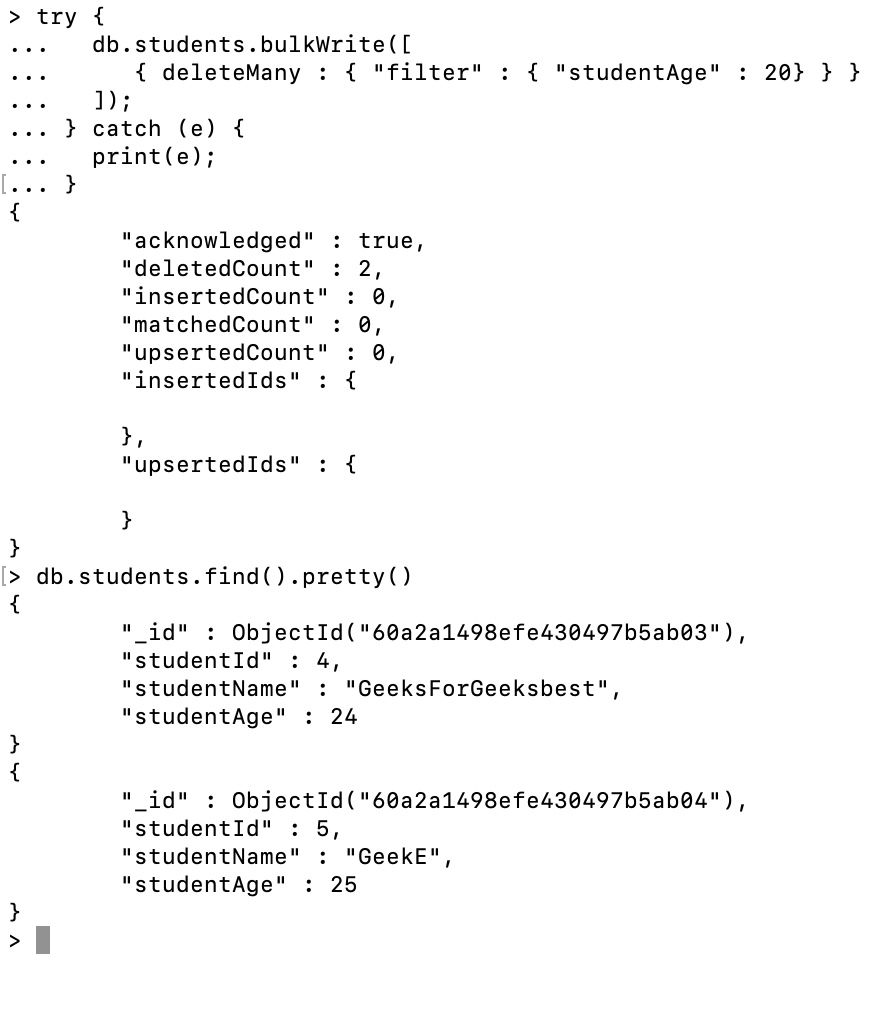 > try {
...   db.students.bulkWrite([
...      { deleteMany : { "filter" : { "studentAge" : 20} } }
...   ]);
... } catch (e) {
...   print(e);
[... }
{
        "acknowledged" : true,
        "deletedCount" : 2,
        "insertedCount" : 0,
        "matchedCount" : 0,
        "upsertedCount" : 0,
        "insertedIds" : {

        },
        "upsertedIds" : {

        }
}
[> db.students.find().pretty()
{
        "_id" : ObjectId("60a2a1498efe430497b5ab03"),
        "studentId" : 4,
        "studentName" : "GeeksForGeeksbest",
        "studentAge" : 24
}
{
        "_id" : ObjectId("60a2a1498efe430497b5ab04"),
        "studentId" : 5,
        "studentName" : "GeekE",
        "studentAge" : 25
}
>